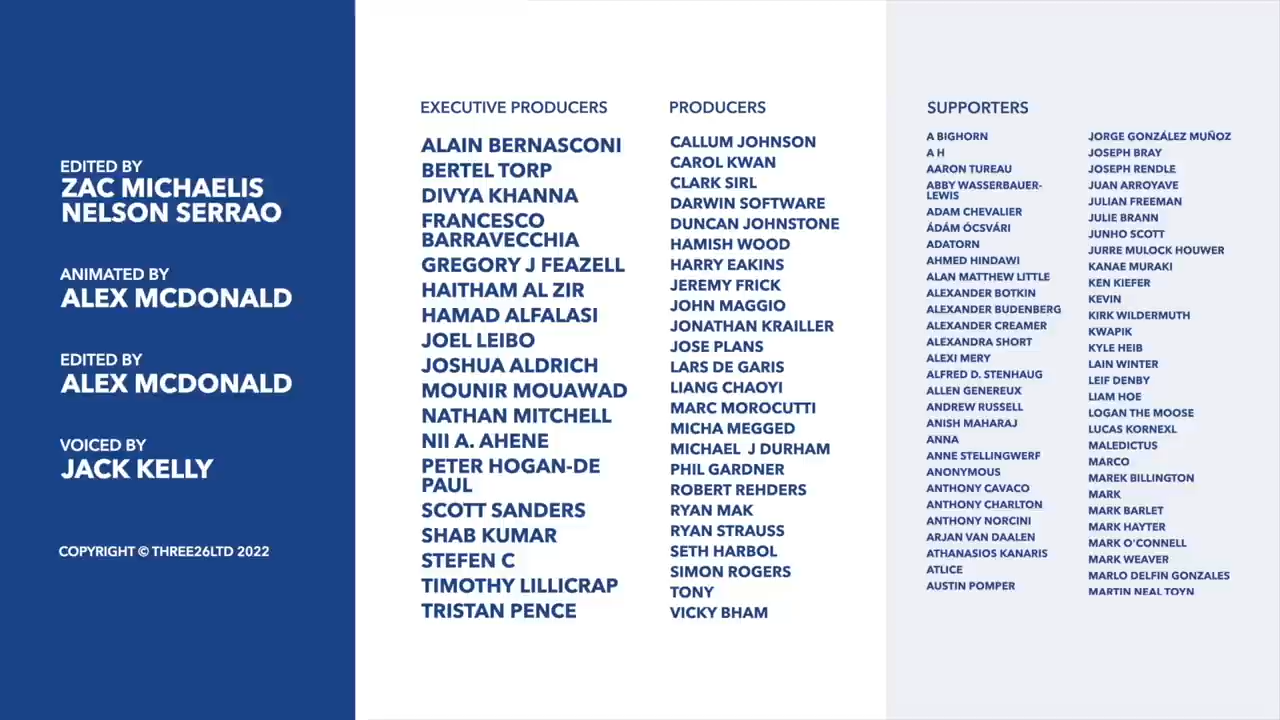 EDITED BY
ZAC MICHAELIS
NELSON SERRAO
ANIMATED BY
ALEX MCDONALD
EDITED BY
ALEX MCDONALD
VOICED BY
JACK KELLY
COPYRIGHT © THREE26LTD 2022
EXECUTIVE PRODUCERS
ALAIN BERNASCONI
BERTEL TORP
DIVYA KHANNA
FRANCESCO
BARRAVECCHIA
GREGORY J FEAZELL
HAITHAM AL ZIR
HAMAD ALFALASI
JOEL LEIBO
JOSHUA ALDRICH
MOUNIR MOUAWAD
NATHAN MITCHELL
NII A. AHENE
PETER HOGAN-DE
PAUL
SCOTT SANDERS
SHAB KUMAR
STEFEN C
TIMOTHY LILLICRAP
TRISTAN PENCE
PRODUCERS
CALLUM JOHNSON
CAROL KWAN
CLARK SIRL
DARWIN SOFTWARE
DUNCAN JOHNSTONE
HAMISH WOOD
HARRY EAKINS
JEREMY FRICK
JOHN MAGGIO
JONATHAN KRAILLER
JOSE PLANS
LARS DE GARIS
LIANG CHAOYI
MARC MOROCUTTI
MICHA MEGGED
MICHAEL J DURHAM
PHIL GARDNER
ROBERT REHDERS
RYAN MAK
RYAN STRAUSS
SETH HARBOL
SIMON ROGERS
TONY
VICKY BHAM
SUPPORTERS
A BIGHORN
A H
AARON TUREAU
ABBY WASSERBAUER-
LEWIS
ADAM CHEVALIER
ÁDÁM ÓCSVÁRI
ADATORN
AHMED HINDAWI
ALAN MATTHEW LITTLE
ALEXANDER BOTKIN
ALEXANDER BUDENBERG
ALEXANDER CREAMER
ALEXANDRA SHORT
ALEXI MERY
ALFRED D. STENHAUG
ALLEN GENEREUX
ANDREW RUSSELL
ANISH MAHARAJ
ANNA
ANNE STELLINGWERF
ANONYMOUS
ANTHONY CAVACO
ANTHONY CHARLTON
ANTHONY NORCINI
ARJAN VAN DAALEN
ATHANASIOS KANARIS
ATLICE
AUSTIN POMPER
JORGE GONZÁLEZ MUÑOZ
JOSEPH BRAY
JOSEPH RENDLE
JUAN ARROYAVE
JULIAN FREEMAN
JULIE BRANN
JUNHO SCOTT
JURRE MULOCK HOUWER
KANAE MURAKI
KEN KIEFER
KEVIN
KIRK WILDERMUTH
KWAPIK
KYLE HEIB
LAIN WINTER
LEIF DENBY
LIAM HOE
LOGAN THE MOOSE
LUCAS KORNEXL
MALEDICTUS
MARCO
MAREK BILLINGTON
MARK
MARK BARLET
MARK HAYTER
MARK O'CONNELL
MARK WEAVER
MARLO DELFIN GONZALES
MARTIN NEAL TOYN